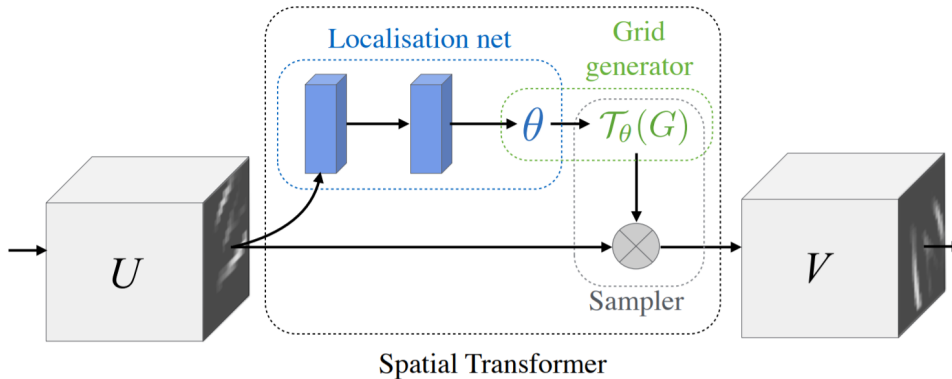 Localisation net
Grid
generator
θ
𝒯θ(G)
U
V
Sampler
Spatial Transformer